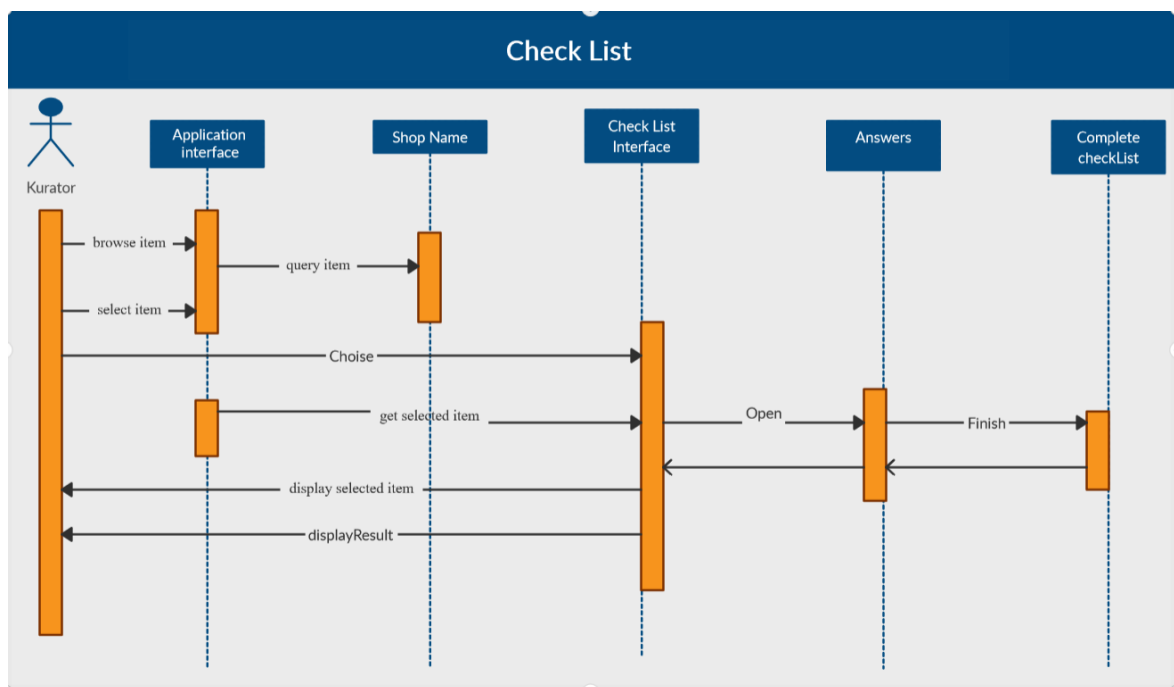 Check List
Application
interface
Shop Name
Check List
Interface
Answers
Complete
checkList
Kurator
browse item
query item
select item
Choise
get selected item
Open
Finish
display selected item
displayResult